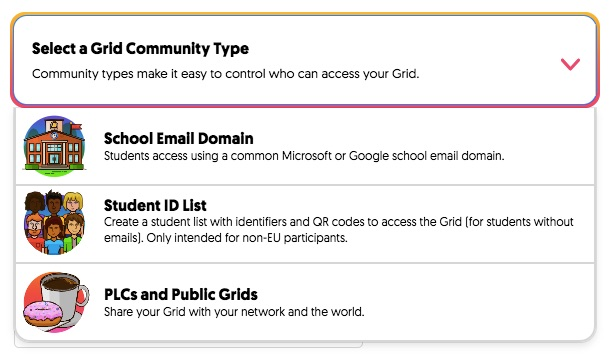 Select a Grid Community Type
Community types make it easy to control who can access your Grid.
School Email Domain
Students access using a common Microsoft or Google school email domain.
Student ID List
Create a student list with identifiers and QR codes to access the Grid (for students without
emails). Only intended for non-EU participants.
PLCs and Public Grids
Share your Grid with your network and the world.